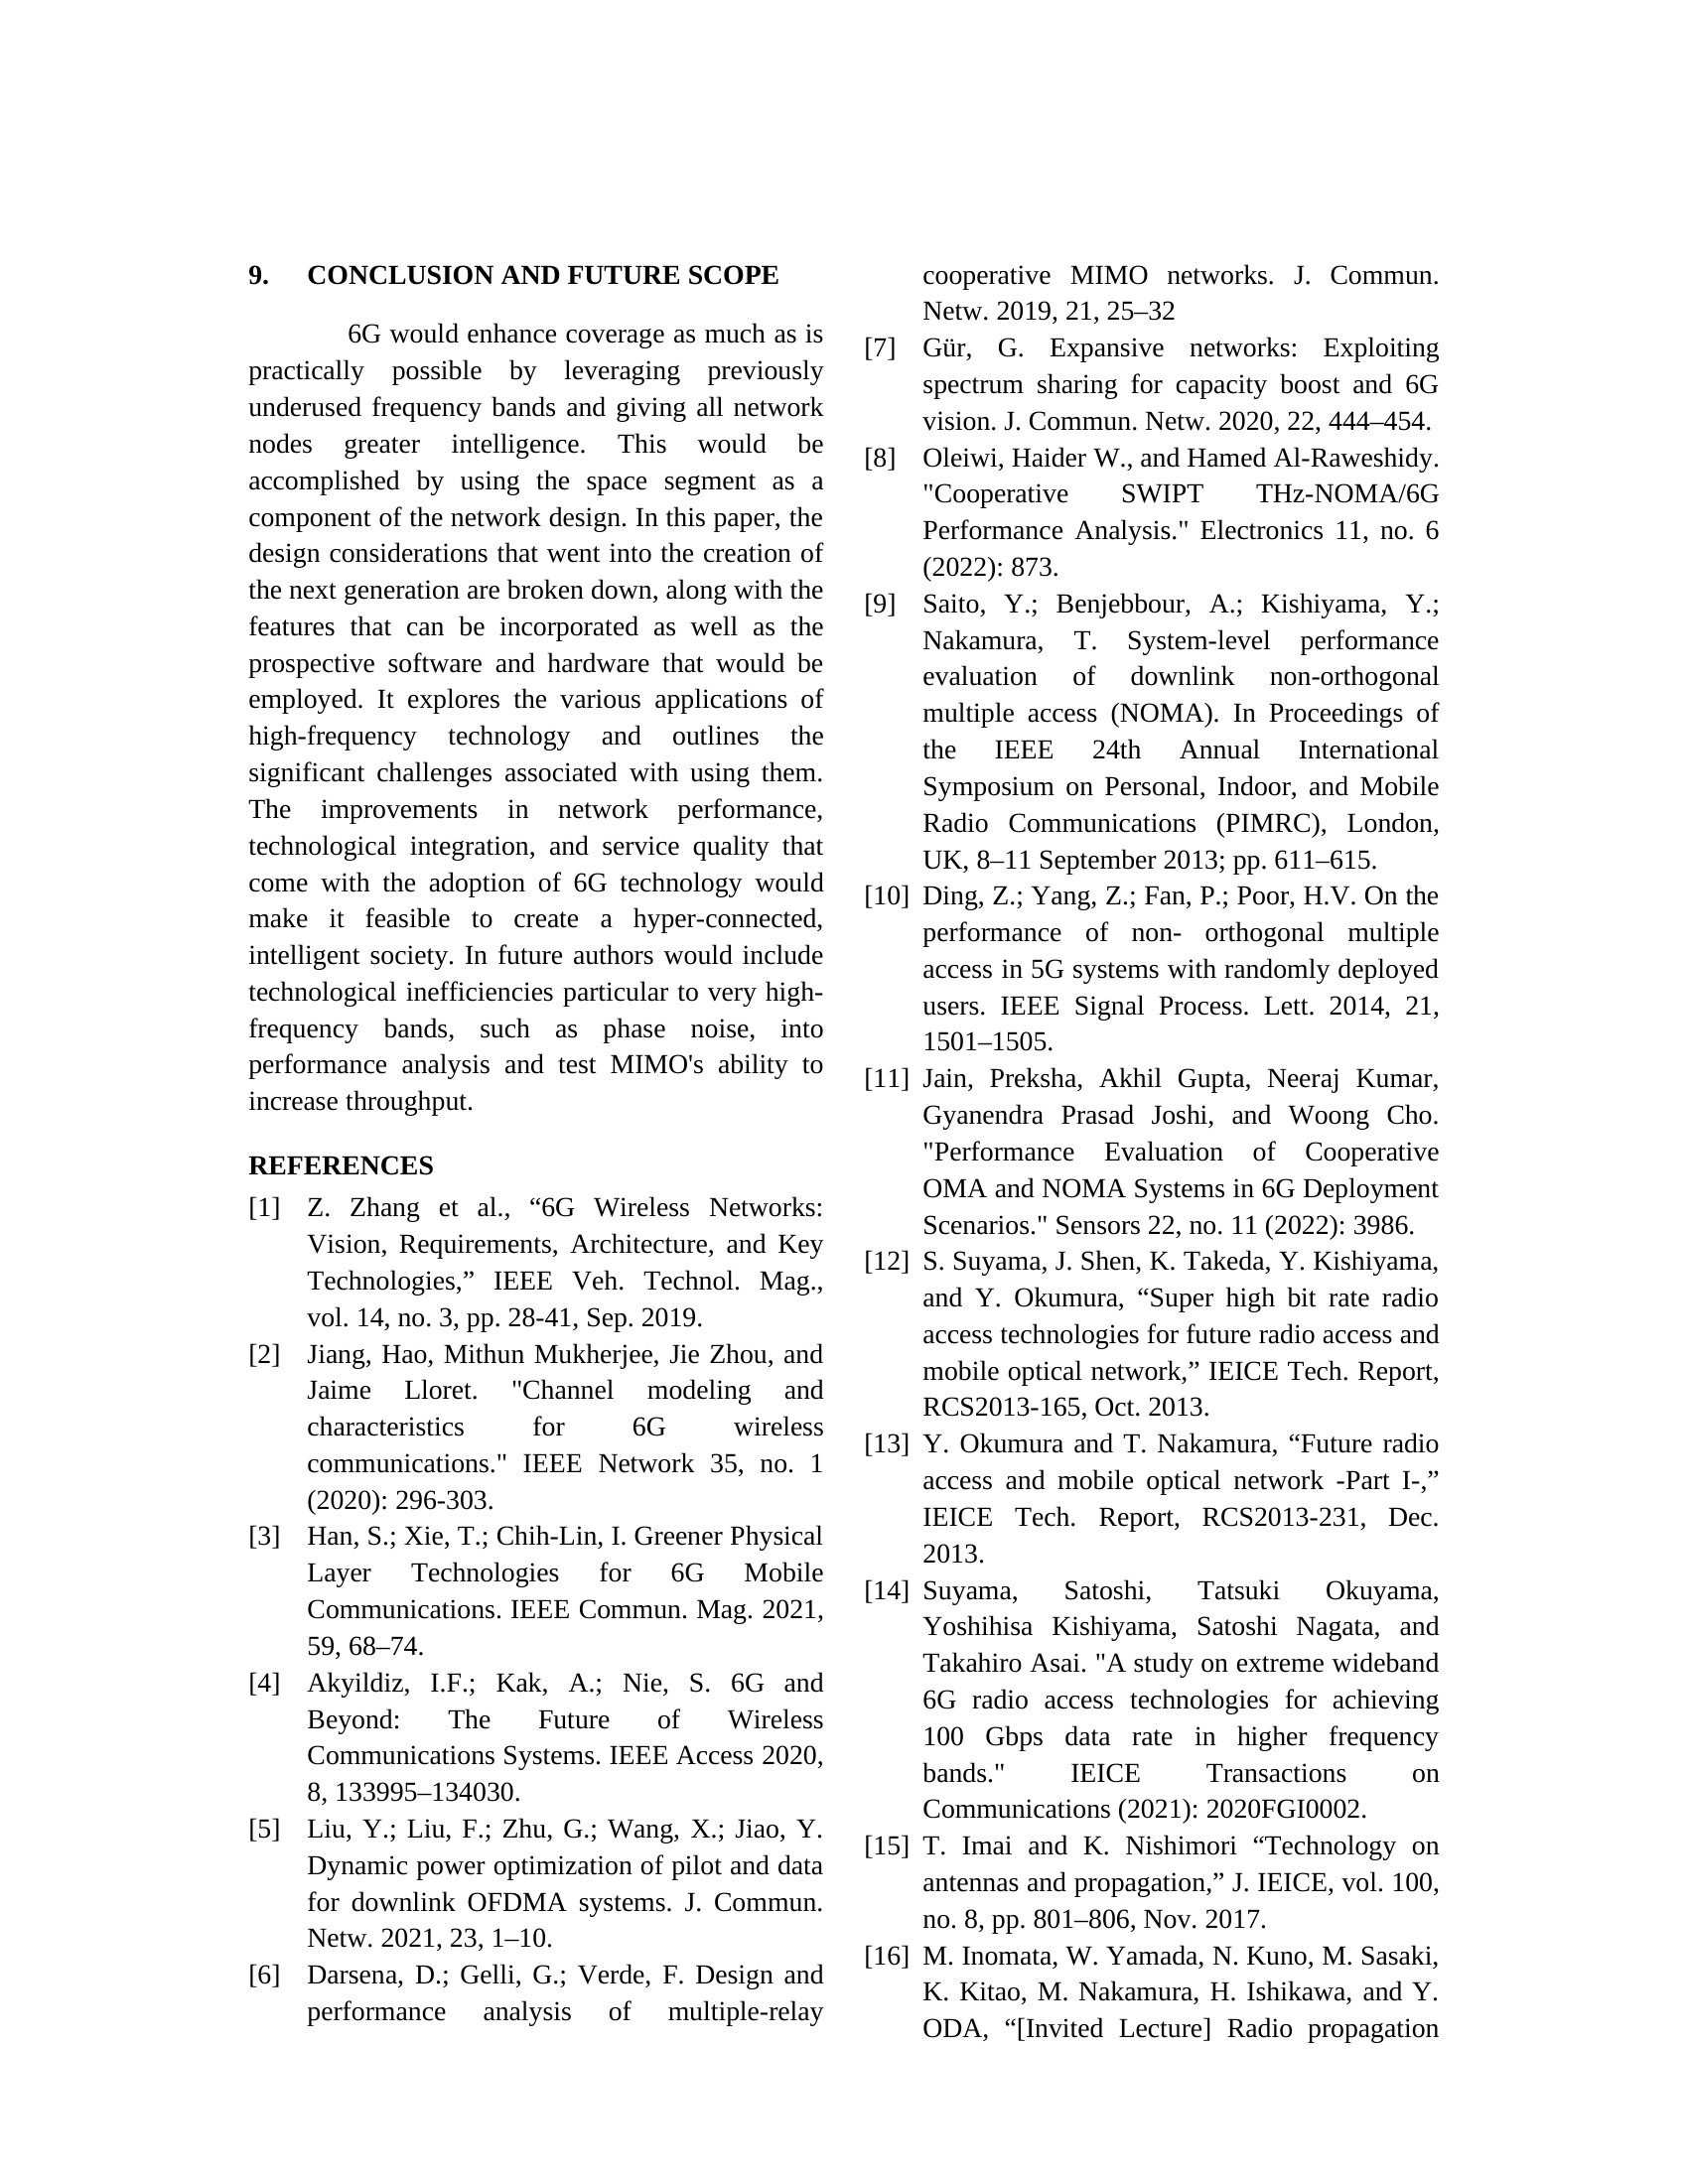 9. CONCLUSION AND FUTURE SCOPE
6G would enhance coverage as much as is
practically possible by leveraging previously
underused frequency bands and giving all network
nodes greater intelligence. This would be
accomplished by using the space segment as a
component of the network design. In this paper, the
design considerations that went into the creation of
the next generation are broken down, along with the
features that can be incorporated as well as the
prospective software and hardware that would be
employed. It explores the various applications of
high-frequency technology and outlines the
significant challenges associated with using them.
The improvements in network performance,
technological integration, and service quality that
come with the adoption of 6G technology would
make it feasible to create a hyper-connected,
intelligent society. In future authors would include
technological inefficiencies particular to very high-
frequency bands, such as phase noise, into
performance analysis and test MIMO's ability to
increase throughput.
REFERENCES
[1] Z. Zhang et al., “6G Wireless Networks:
Vision, Requirements, Architecture, and Key
Technologies,” IEEE Veh. Technol. Mag.,
vol. 14, no. 3, pp. 28-41, Sep. 2019.
[2] Jiang, Hao, Mithun Mukherjee, Jie Zhou, and
Jaime Lloret. "Channel modeling and
characteristics for 6G wireless
communications." IEEE Network 35, no. 1
(2020): 296-303.
[3] Han, S.; Xie, T.; Chih-Lin, I. Greener Physical
Layer Technologies for 6G Mobile
Communications. IEEE Commun. Mag. 2021,
59, 68–74.
[4] Akyildiz, I.F.; Kak, A.; Nie, S. 6G and
Beyond: The Future of Wireless
Communications Systems. IEEE Access 2020,
8, 133995–134030.
[5] Liu, Y.; Liu, F.; Zhu, G.; Wang, X.; Jiao, Y.
Dynamic power optimization of pilot and data
for downlink OFDMA systems. J. Commun.
Netw. 2021, 23, 1–10.
[6] Darsena, D.; Gelli, G.; Verde, F. Design and
performance analysis of multiple-relay
cooperative MIMO networks. J. Commun.
Netw. 2019, 21, 25–32
[7] Gür, G. Expansive networks: Exploiting
spectrum sharing for capacity boost and 6G
vision. J. Commun. Netw. 2020, 22, 444–454.
[8] Oleiwi, Haider W., and Hamed Al-Raweshidy.
"Cooperative SWIPT THz-NOMA/6G
Performance Analysis." Electronics 11, no. 6
(2022): 873.
[9] Saito, Y.; Benjebbour, A.; Kishiyama, Y.;
Nakamura, T. System-level performance
evaluation of downlink non-orthogonal
multiple access (NOMA). In Proceedings of
the IEEE 24th Annual International
Symposium on Personal, Indoor, and Mobile
Radio Communications (PIMRC), London,
UK, 8–11 September 2013; pp. 611–615.
[10] Ding, Z.; Yang, Z.; Fan, P.; Poor, H.V. On the
performance of non- orthogonal multiple
access in 5G systems with randomly deployed
users. IEEE Signal Process. Lett. 2014, 21,
1501–1505.
[11] Jain, Preksha, Akhil Gupta, Neeraj Kumar,
Gyanendra Prasad Joshi, and Woong Cho.
"Performance Evaluation of Cooperative
OMA and NOMA Systems in 6G Deployment
Scenarios." Sensors 22, no. 11 (2022): 3986.
[12] S. Suyama, J. Shen, K. Takeda, Y. Kishiyama,
and Y. Okumura, “Super high bit rate radio
access technologies for future radio access and
mobile optical network,” IEICE Tech. Report,
RCS2013-165, Oct. 2013.
[13] Y. Okumura and T. Nakamura, “Future radio
access and mobile optical network -Part I-,”
IEICE Tech. Report, RCS2013-231, Dec.
2013.
[14] Suyama, Satoshi, Tatsuki Okuyama,
Yoshihisa Kishiyama, Satoshi Nagata, and
Takahiro Asai. "A study on extreme wideband
6G radio access technologies for achieving
100 Gbps data rate in higher frequency
bands." IEICE Transactions on
Communications (2021): 2020FGI0002.
[15] T. Imai and K. Nishimori “Technology on
antennas and propagation,” J. IEICE, vol. 100,
no. 8, pp. 801–806, Nov. 2017.
[16] M. Inomata, W. Yamada, N. Kuno, M. Sasaki,
K. Kitao, M. Nakamura, H. Ishikawa, and Y.
ODA, “[Invited Lecture] Radio propagation